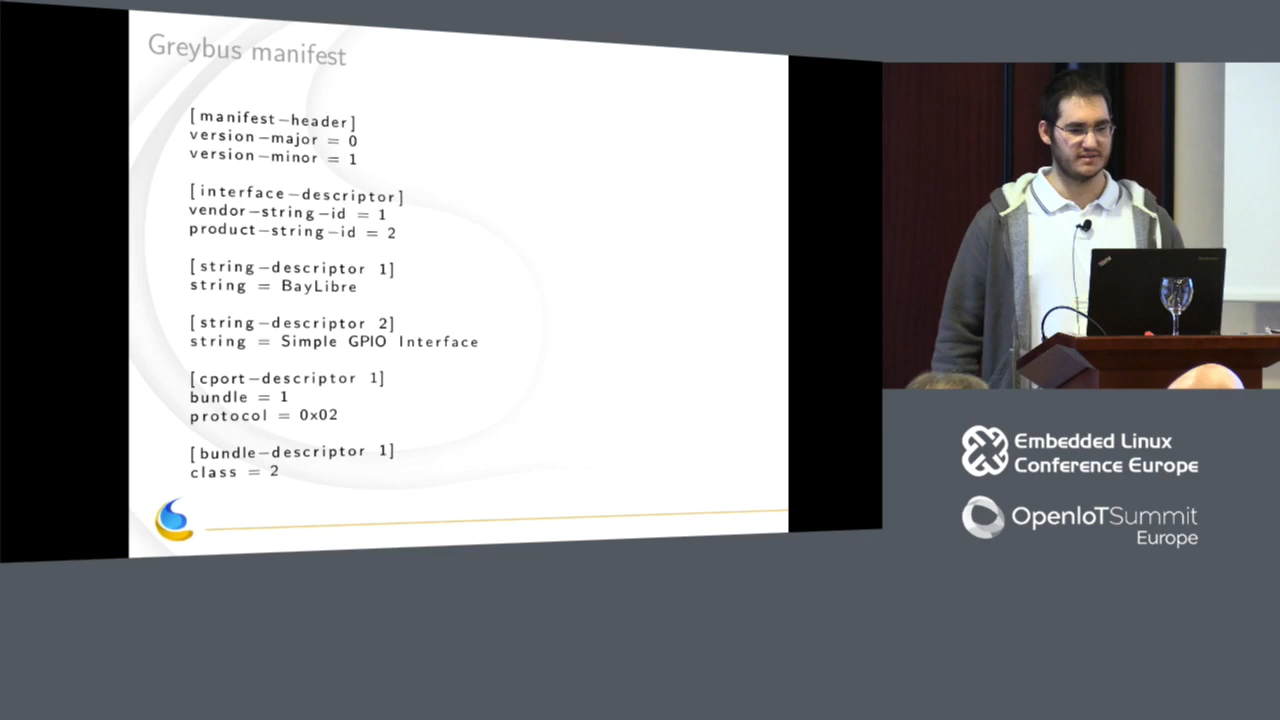 Greybus manifest
[manifest-header]
version-major = 0
version-minor = 1
[interface-descriptor]
vendor-string-id = 1
product-string-id = 2
[string-descriptor 1]
string = BayLibre
[string-descriptor 2]
string = Simple GPIO Interface
[cport-descriptor 1]
bundle = 1
protocol = 0x02
[bundle-descriptor 1]
class = 2
Embedded Linux
Conference Europe
OpenIoTSummit
Europe